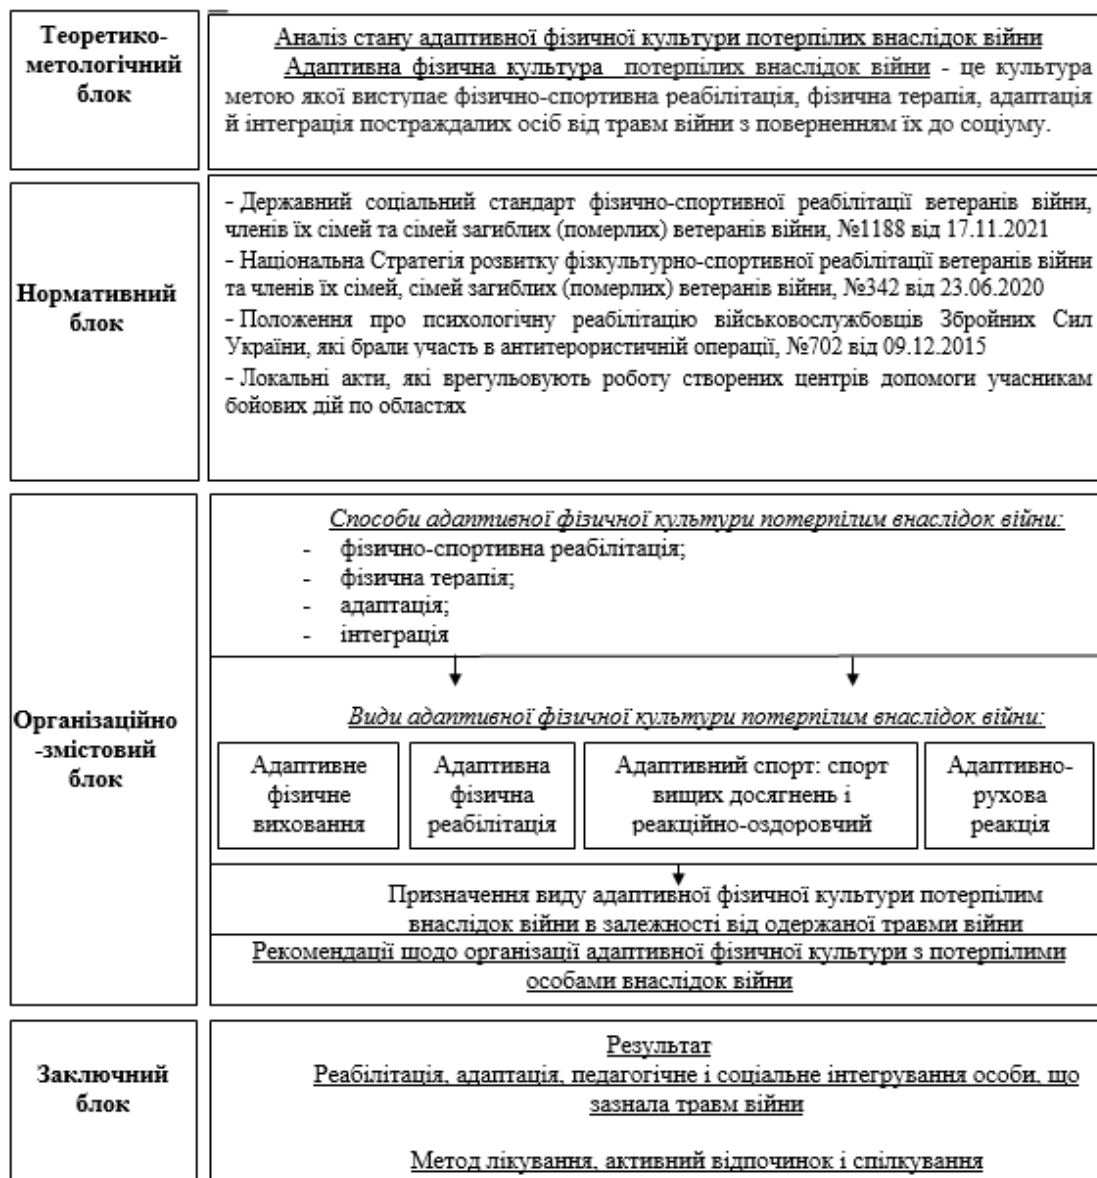 Теоретико-
метологічний
блок
Аналіз стану адаптивної фізичної культури потерпілих внаслідок війни
Адаптивна фізична культура потерпілих внаслідок війни - це культура
метою якої виступає фізично-спортивна реабілітація, фізична терапія, адаптація
й інтеграція постраждалих осіб від травм війни з поверненням їх до соціуму.
Нормативний
блок
- Державний соціальний стандарт фізично-спортивної реабілітації ветеранів війни,
членів їх сімей та сімей загиблих (померлих) ветеранів війни, №1188 від 17.11.2021
- Національна Стратегія розвитку фізкультурно-спортивної реабілітації ветеранів війни
та членів їх сімей, сімей загиблих (померлих) ветеранів війни, №342 від 23.06.2020
- Положення про психологічну реабілітацію військовослужбовців Збройних Сил
України, які брали участь в антитерористичній операції, №702 від 09.12.2015
- Локальні акти, які врегульовують роботу створених центрів допомоги учасникам
бойових дій по областях
Організаційно
-змістовий
блок
Способи адаптивної фізичної культури потерпілим внаслідок війни:
- фізично-спортивна реабілітація;
- фізична терапія;
- адаптація;
- інтеграція
Види адаптивної фізичної культури потерпілим внаслідок війни:
Адаптивне
фізичне
виховання
Адаптивна
фізична
реабілітація
Адаптивний спорт: спорт
вищих досягнень і
реакційно-оздоровчий
Адаптивно-
рухова
реакція
Призначення виду адаптивної фізичної культури потерпілим
внаслідок війни в залежності від одержаної травми війни
Рекомендації щодо організації адаптивної фізичної культури з потерпілими
особами внаслідок війни
Заключний
блок
Результат
Реабілітація, адаптація, педагогічне і соціальне інтегрування особи, що
зазнала травм війни
Метод лікування, активний відпочинок і спілкування